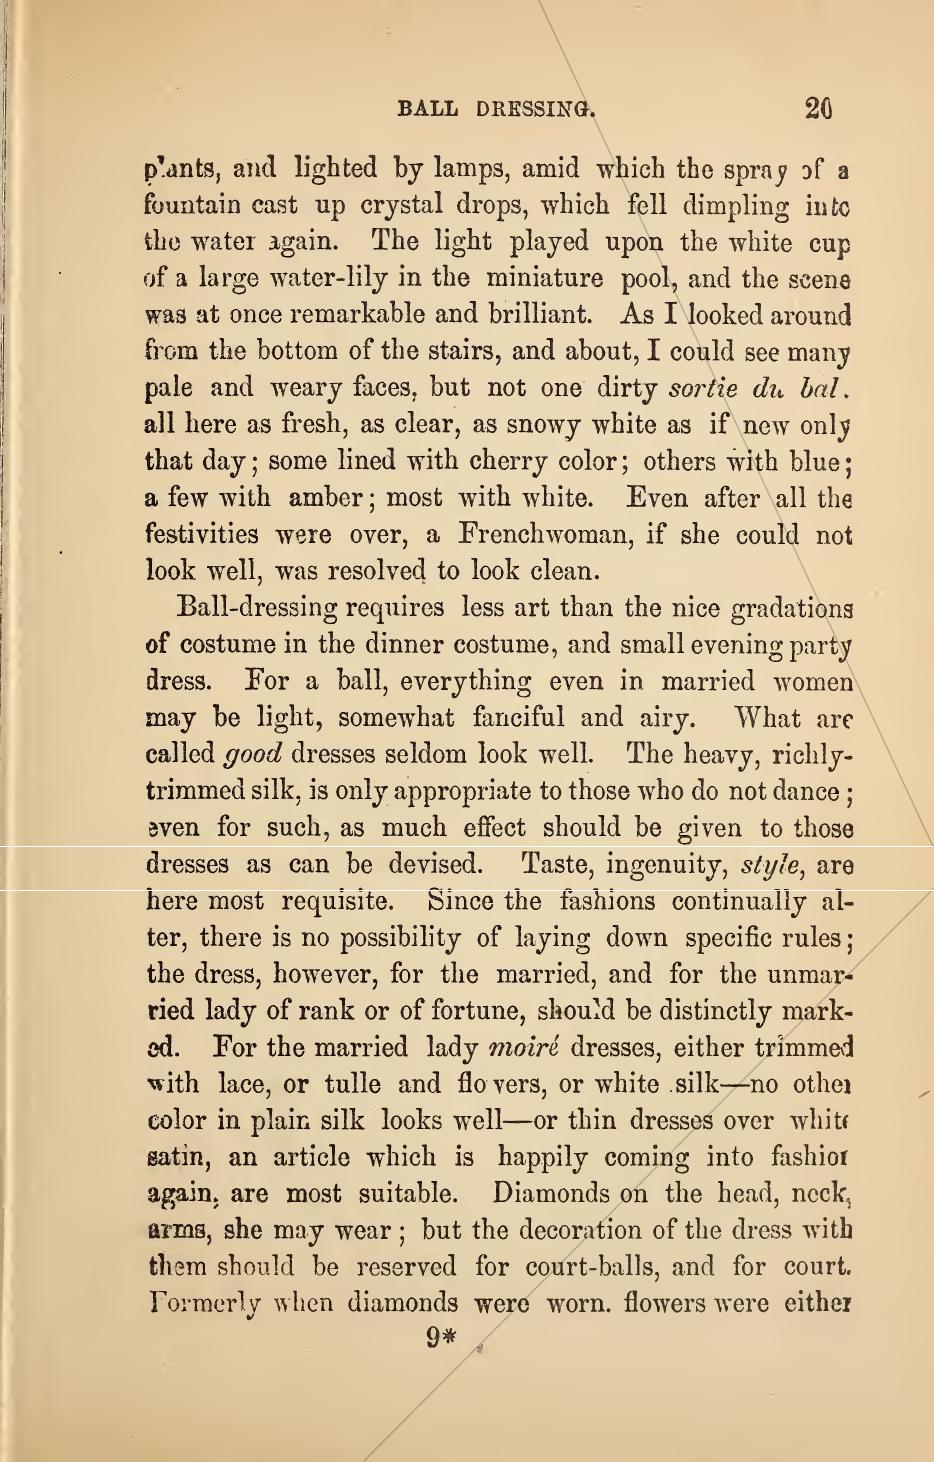 BALL DRESSING. 20
plants, and lighted by lamps, amid which the spray of a
fountain cast up crystal drops, which fell dimpling into
the water again. The light played upon the white cup
of a large water-lily in the miniature pool, and the scene
was at once remarkable and brilliant. As I looked around
from the bottom of the stairs, and about, I could see many
pale and weary faces, but not one dirty sortie du bal.
all here as fresh, as clear, as snowy white as if new only
that day; some lined with cherry color; others with blue;
a few with amber; most with white. Even after all the
festivities were over, a Frenchwoman, if she could not
look well, was resolved to look clean.
Ball-dressing requires less art than the nice gradations
of costume in the dinner costume, and small evening party
dress. For a ball, everything even in married women
may be light, somewhat fanciful and airy. What are
called good dresses seldom look well. The heavy, richly-
trimmed silk, is only appropriate to those who do not dance;
even for such, as much effect should be given to those
dresses as can be devised. Taste, ingenuity, style, are
here most requisite. Since the fashions continually al-
ter, there is no possibility of laying down specific rules;
the dress, however, for the married, and for the unmar-
ried lady of rank or of fortune, should be distinctly mark-
ed. For the married lady moiré dresses, either trimmed
with lace, or tulle and flowers, or white silk—no other
color in plain silk looks well—or thin dresses over white
satin, an article which is happily coming into fashion
again, are most suitable. Diamonds on the head, neck,
arms, she may wear; but the decoration of the dress with
them should be reserved for court-balls, and for court.
Formerly when diamonds were worn. flowers were either
9*